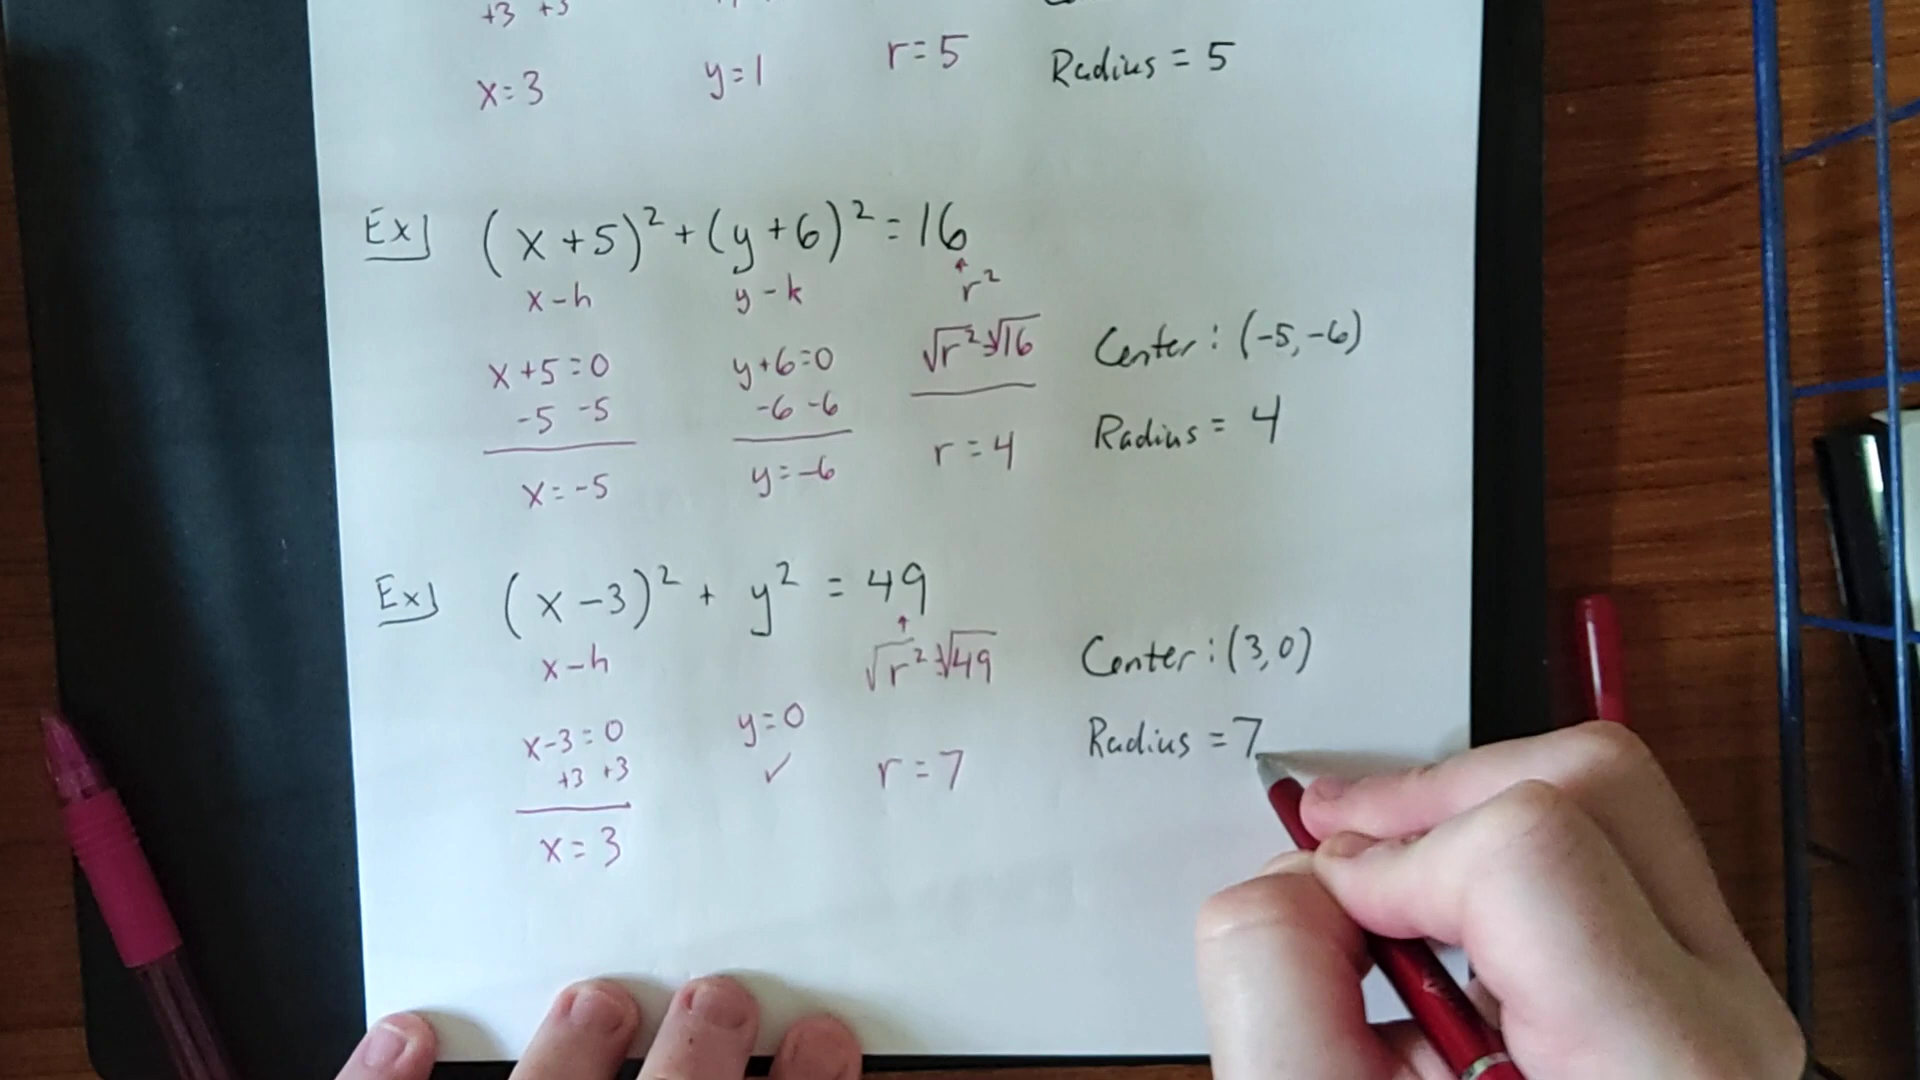 +3 +3
x=3 y=1 r=5 Radius = 5
Ex] (x+5)²+(y+6)²=16
x-h y-k r²
x+5=0 y+6=0 √r²=√16 Center: (-5,-6)
-5 -5 -6 -6
x=-5 y=-6 r=4 Radius = 4
Ex] (x-3)² + y² = 49
x-h √r²=√49 Center: (3,0)
x-3=0 y=0 ✓ r=7 Radius = 7
+3 +3
x=3